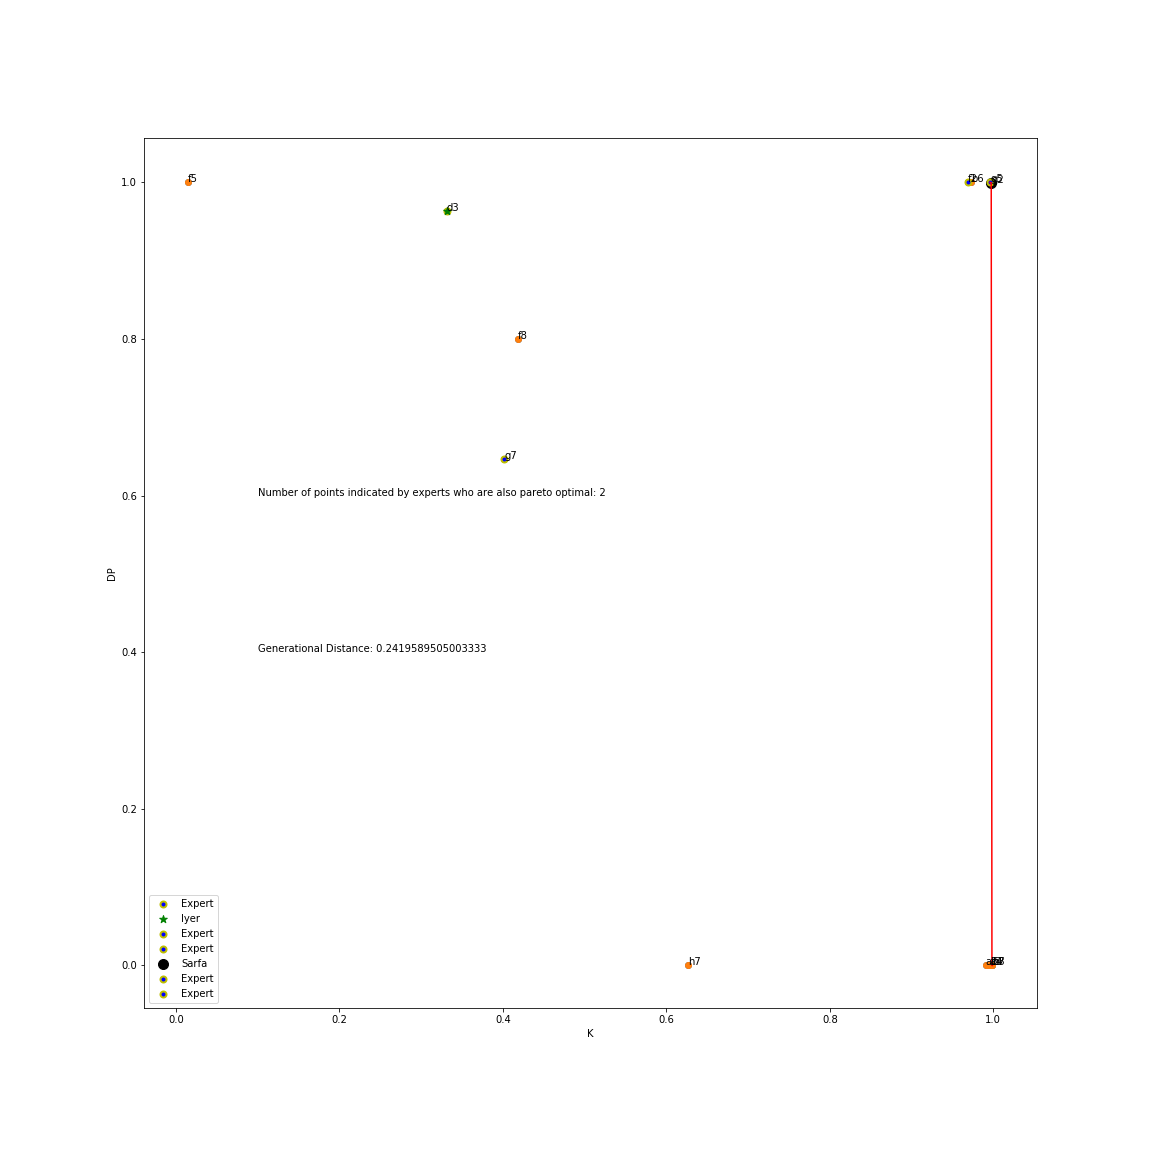 1.0
f5
d3
0.8
f8
g7
0.6
Number of points indicated by experts who are also pareto optimal: 2
DP
0.4
Generational Distance: 0.2419589505003333
0.2
Expert
Iyer
Expert
Expert
Sarfa
Expert
Expert
0.0
h7
0.0
0.2
0.4
0.6
0.8
1.0
K